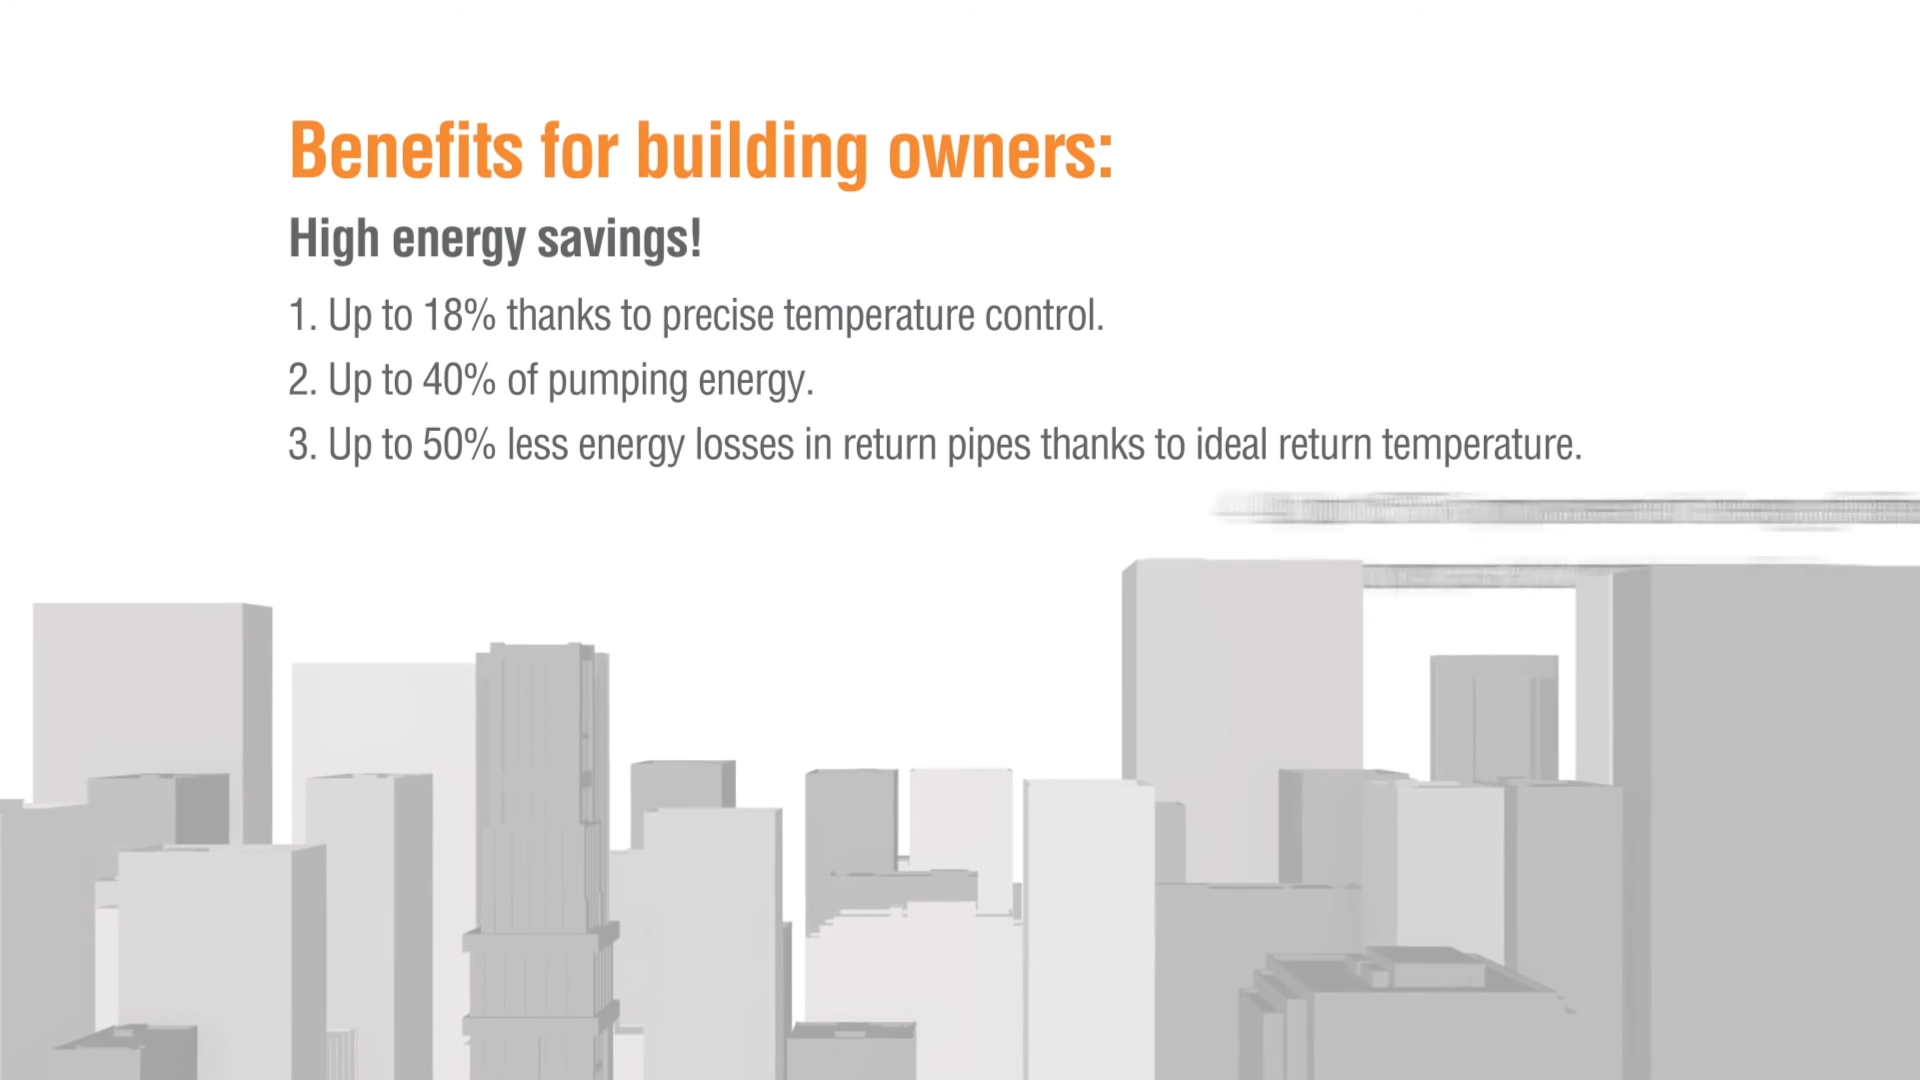 Benefits for building owners:
High energy savings!
1. Up to 18% thanks to precise temperature control.
2. Up to 40% of pumping energy.
3. Up to 50% less energy losses in return pipes thanks to ideal return temperature.